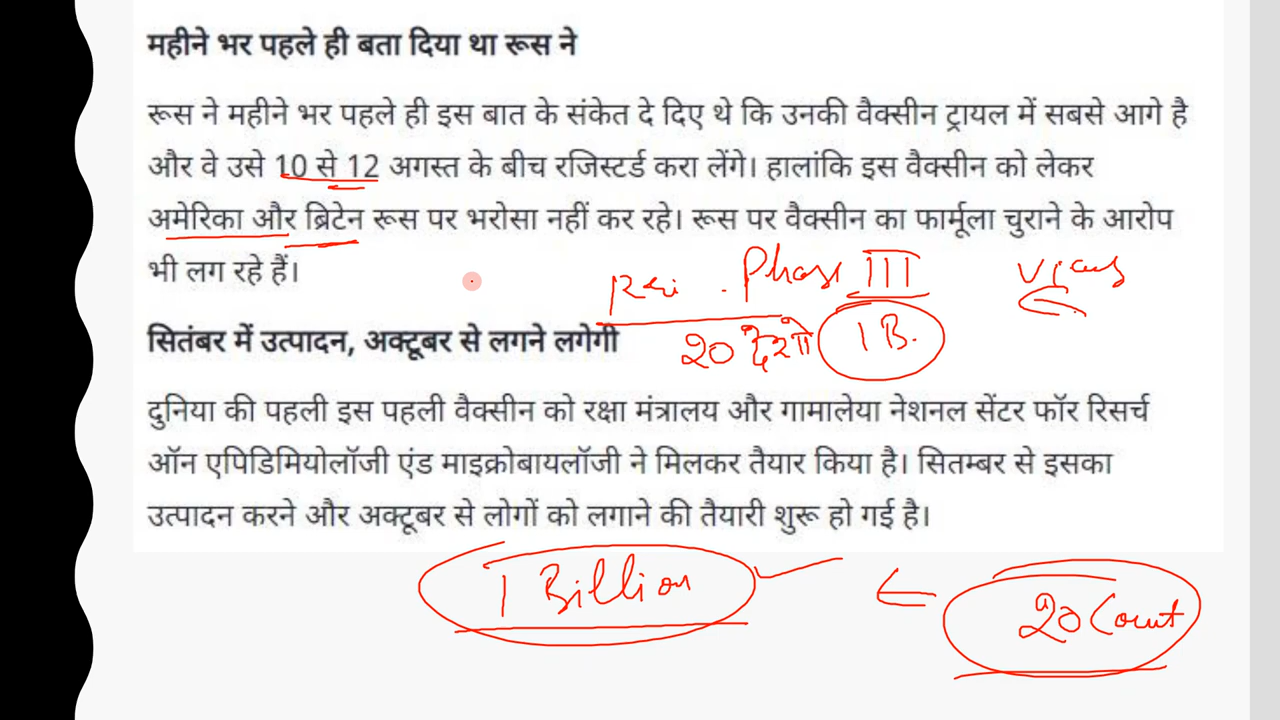 महीने भर पहले ही बता दिया था रूस ने
रूस ने महीने भर पहले ही इस बात के संकेत दे दिए थे कि उनकी वैक्सीन ट्रायल में सबसे आगे है
और वे उसे 10 से 12 अगस्त के बीच रजिस्टर्ड करा लेंगे। हालांकि इस वैक्सीन को लेकर
अमेरिका और ब्रिटेन रूस पर भरोसा नहीं कर रहे। रूस पर वैक्सीन का फार्मूला चुराने के आरोप
भी लग रहे हैं।
Phase III
सितंबर में उत्पादन, अक्टूबर से लगने लगेगी
20 देशो 1 B.
दुनिया की पहली इस पहली वैक्सीन को रक्षा मंत्रालय और गामालेया नेशनल सेंटर फॉर रिसर्च
ऑन एपिडिमियोलॉजी एंड माइक्रोबायलॉजी ने मिलकर तैयार किया है। सितम्बर से इसका
उत्पादन करने और अक्टूबर से लोगों को लगाने की तैयारी शुरू हो गई है।
1 Billion
20 Count